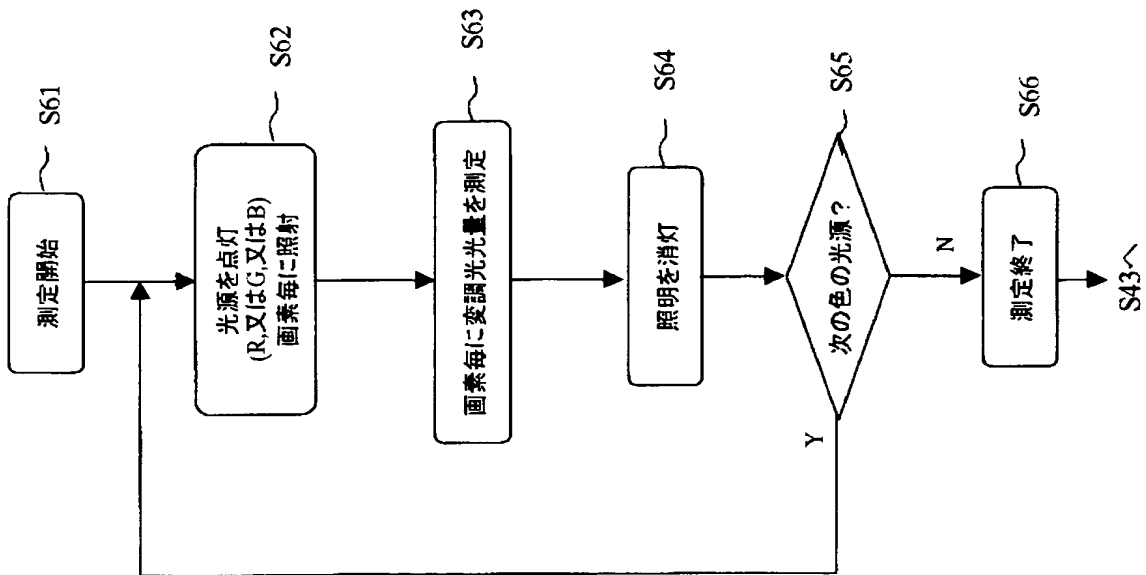 測定開始
S61
光源を点灯
(R,又はG,又はB)
画素毎に照射
S62
画素毎に変調光光量を測定
S63
照明を消灯
S64
次の色の光源?
S65
Y
N
測定終了
S66
S43へ